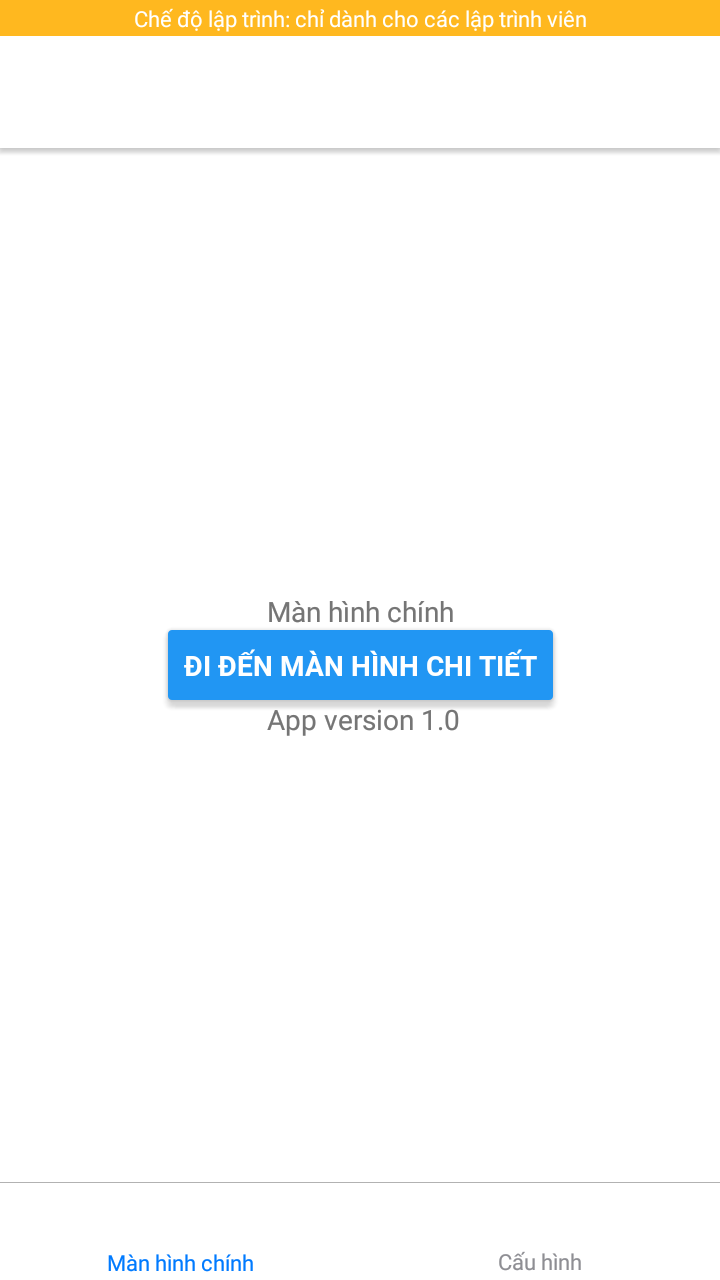 Chế độ lập trình: chỉ dành cho các lập trình viên
Màn hình chính
ĐI ĐẾN MÀN HÌNH CHI TIẾT
App version 1.0
Màn hình chính
Cấu hình